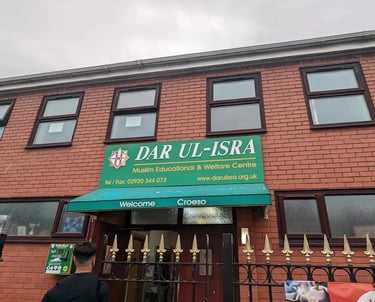 DAR UL-ISRA
Muslim Educational & Welfare Centre
Tel / Fax: 02920 344 073
www.darulisra.org.uk
Welcome Croeso